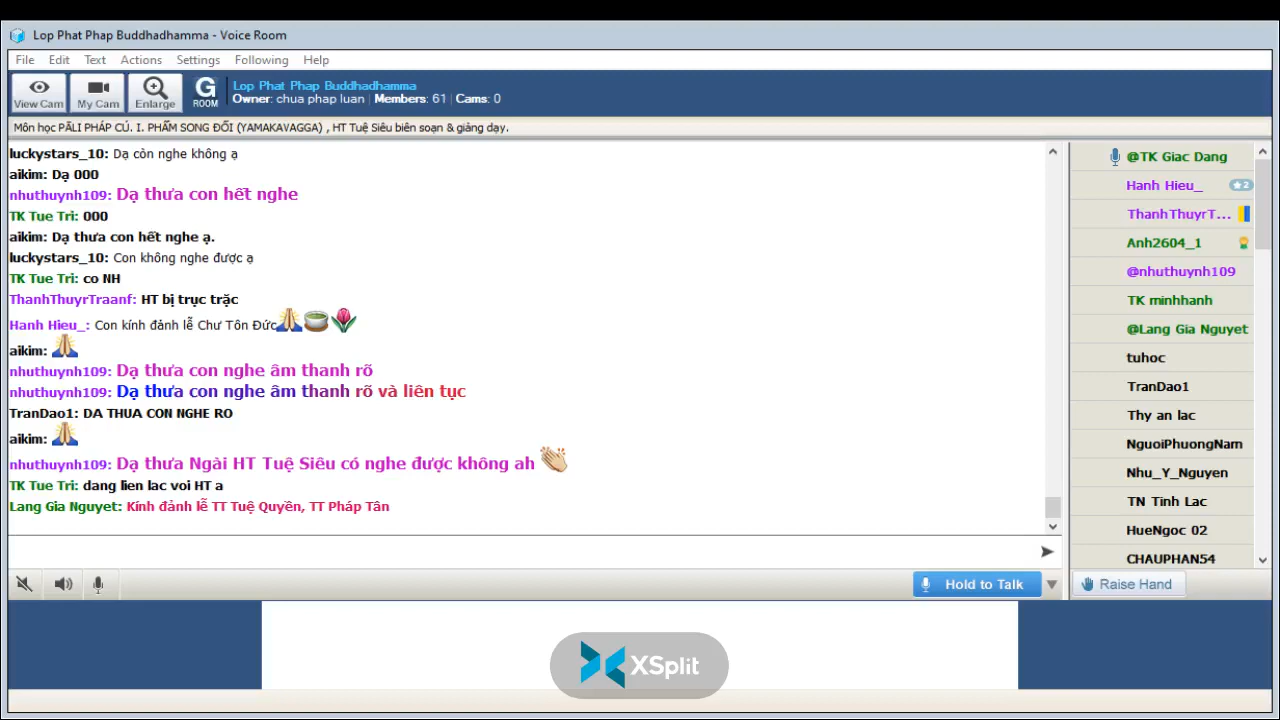 Lop Phat Phap Buddhadhamma - Voice Room
File Edit Text Actions Settings Following Help
View Cam My Cam Enlarge G ROOM
Lop Phat Phap Buddhadhamma
Owner: chua phap luan | Members: 61 | Cams: 0
Môn học PÃLI PHÁP CÚ. I. PHẨM SONG ĐỐI (YAMAKAVAGGA) , HT Tuệ Siêu biên soạn & giảng dạy.
luckystars_10: Dạ còn nghe không ạ
aikim: Dạ 000
nhuthuynh109: Dạ thưa con hết nghe
TK Tue Tri: 000
aikim: Dạ thưa con hết nghe ạ.
luckystars_10: Con không nghe được ạ
TK Tue Tri: co NH
ThanhThuyrTraanf: HT bị trục trặc
Hanh Hieu_: Con kính đảnh lễ Chư Tôn Đức
aikim:
nhuthuynh109: Dạ thưa con nghe âm thanh rõ
nhuthuynh109: Dạ thưa con nghe âm thanh rõ và liên tục
TranDao1: DA THUA CON NGHE RO
aikim:
nhuthuynh109: Dạ thưa Ngài HT Tuệ Siêu có nghe được không ah
TK Tue Tri: dang lien lac voi HT a
Lang Gia Nguyet: Kính đảnh lễ TT Tuệ Quyền, TT Pháp Tân
Hold to Talk
@TK Giac Dang
Hanh Hieu_ 2
ThanhThuyrT...
Anh2604_1
@nhuthuynh109
TK minhhanh
@Lang Gia Nguyet
tuhoc
TranDao1
Thy an lac
NguoiPhuongNam
Nhu_Y_Nguyen
TN Tinh Lac
HueNgoc 02
CHAUPHAN54
Raise Hand
XSplit